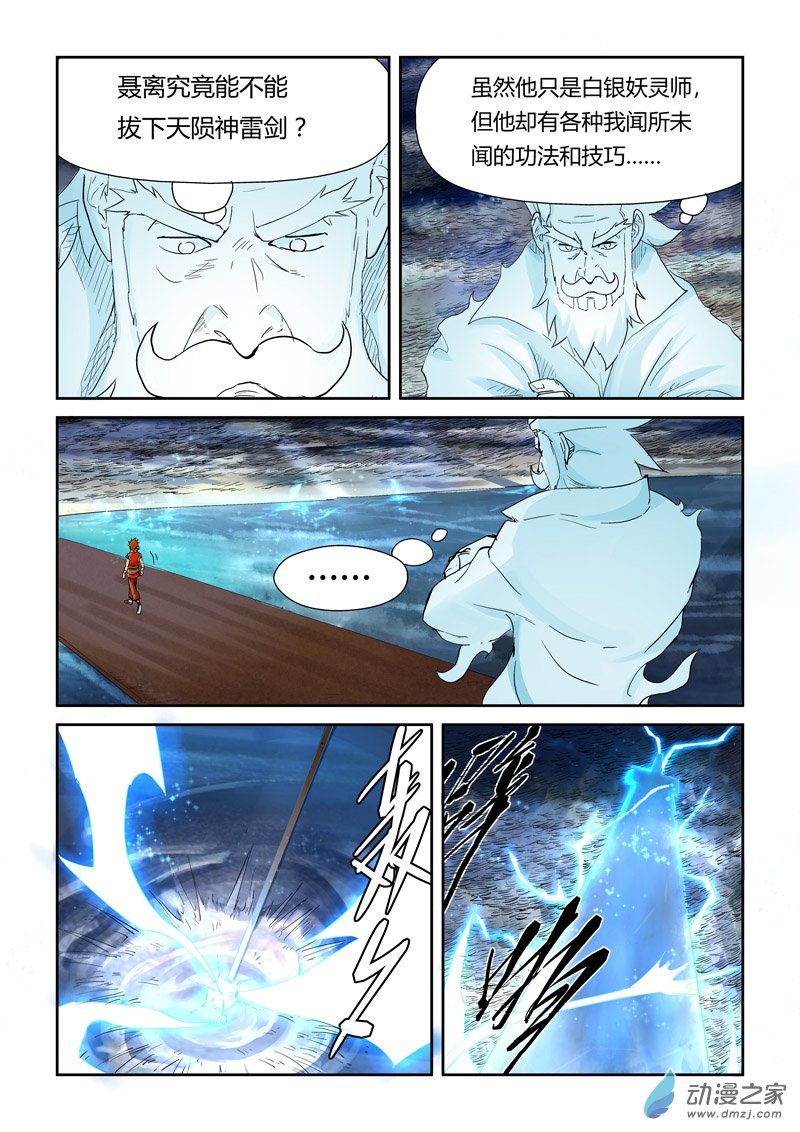 聂离究竟能不能
拔下天陨神雷剑？
虽然他只是白银妖灵师，
但他却有各种我闻所未
闻的功法和技巧……
……
动漫之家
www.dmzj.com